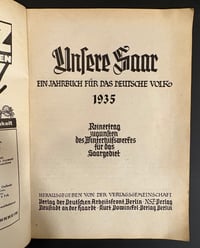 Unsere Saar
EIN JAHRBUCH FÜR DAS DEUTSCHE VOLK
1935
Reinertrag
zugunsten
des Winterhilfswerkes
für das
Saargebiet
HERAUSGEGEBEN VON DER VERLAGSGEMEINSCHAFT
Verlag der Deutschen Arbeitsfront Berlin · NSZ-Verlag
Neustadt an der Haardt · Kurt Vowinckel Verlag Berlin